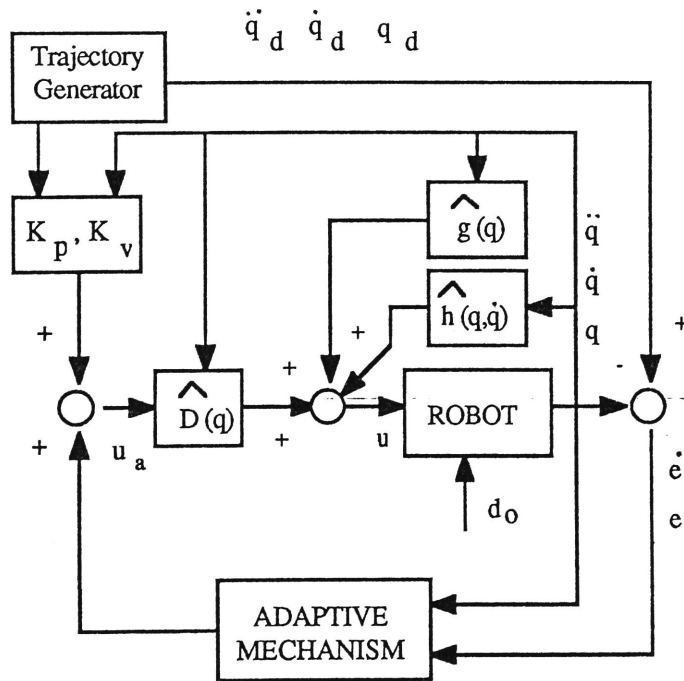 q̈d q̇d qd
Trajectory
Generator
Kp, Kv
ĝ(q)
q̈
ĥ(q,q̇)
q̇
+
+
q
+
-
+
D̂(q)
ROBOT
+
ua
+
u
ė
do
e
ADAPTIVE
MECHANISM